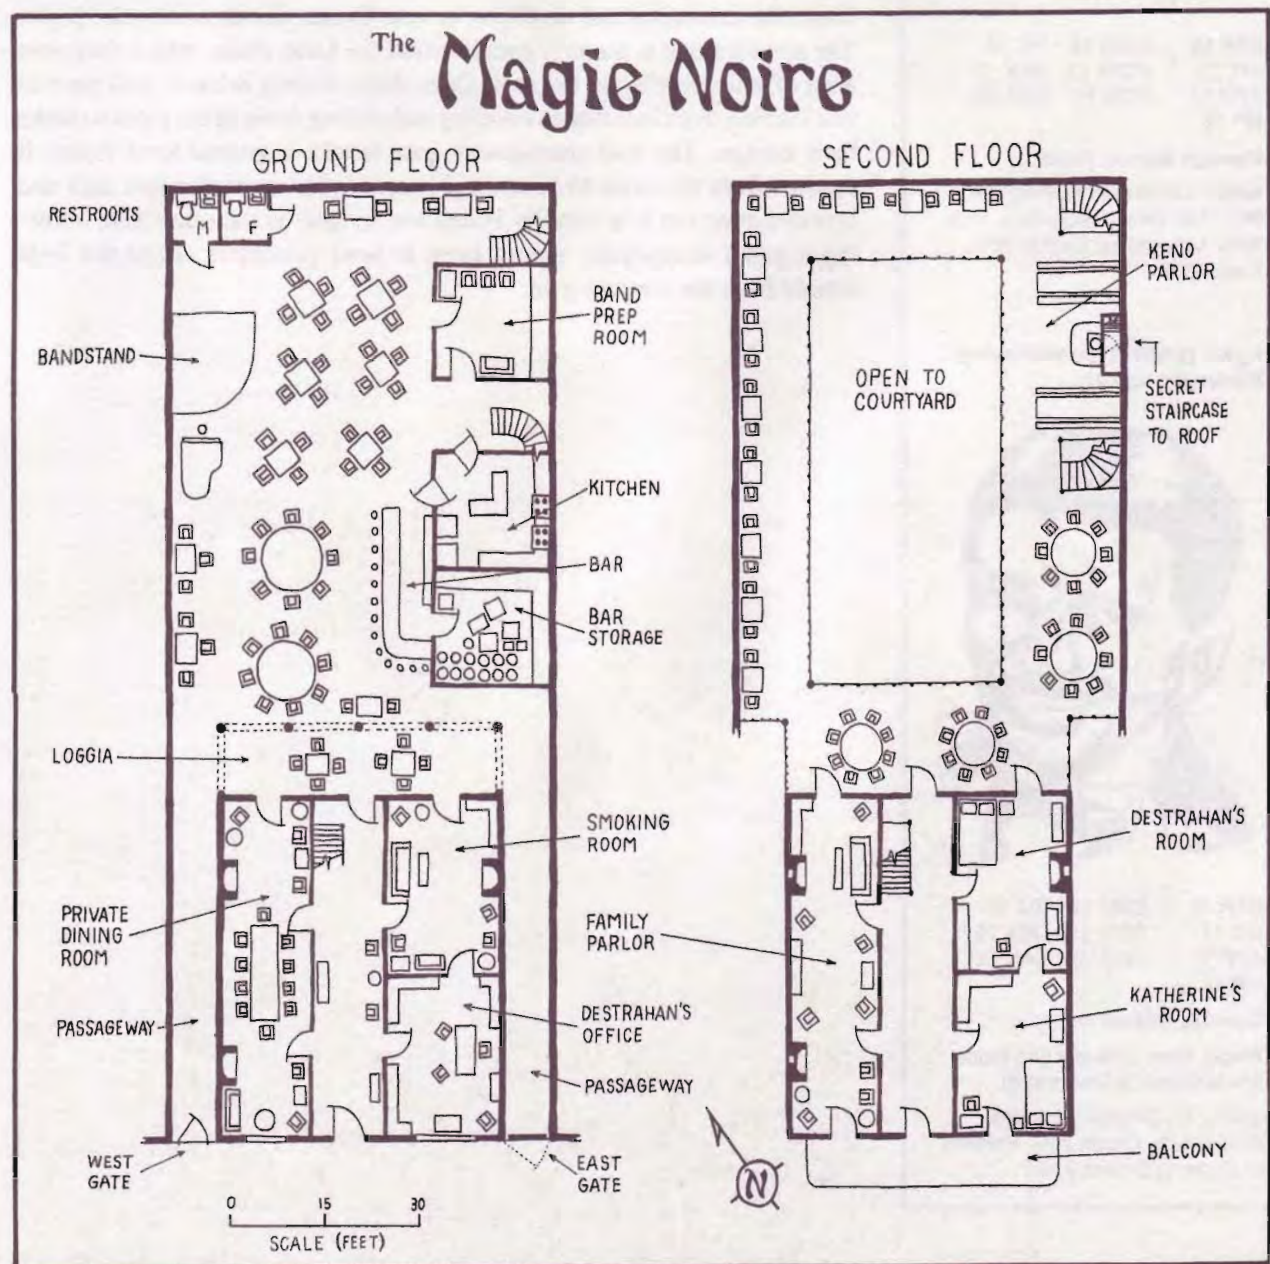 The
Magie Noire
GROUND FLOOR
SECOND FLOOR
RESTROOMS
M
F
BANDSTAND
BAND
PREP
ROOM
KITCHEN
BAR
BAR
STORAGE
LOGGIA
SMOKING
ROOM
PRIVATE
DINING
ROOM
PASSAGEWAY
DESTRAHAN'S
OFFICE
PASSAGEWAY
WEST
GATE
EAST
GATE
0 15 30
SCALE (FEET)
KENO
PARLOR
OPEN TO
COURTYARD
SECRET
STAIRCASE
TO ROOF
DESTRAHAN'S
ROOM
FAMILY
PARLOR
KATHERINE'S
ROOM
BALCONY
N